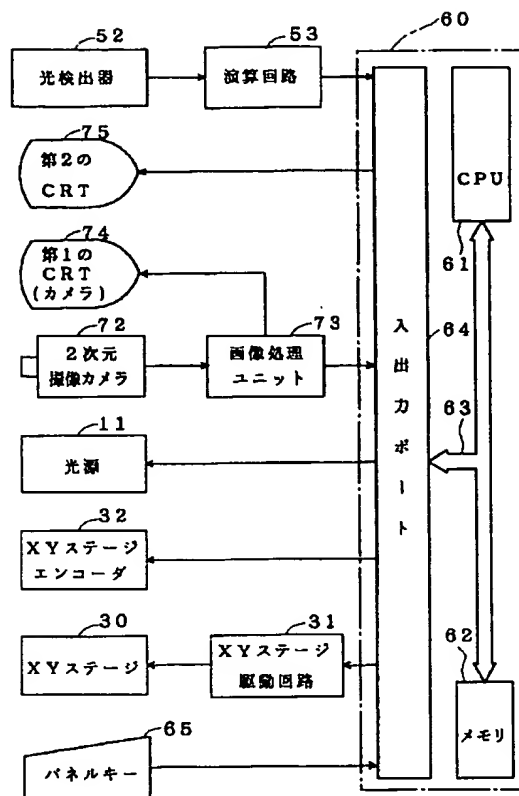 52
光検出器
53
演算回路
60
75
第2の
CRT
74
第1の
CRT
(カメラ)
72
2次元
撮像カメラ
73
画像処理
ユニット
11
光源
32
XYステージ
エンコーダ
30
XYステージ
31
XYステージ
駆動回路
65
パネルキー
入出力ポート
64
CPU
61
63
62
メモリ